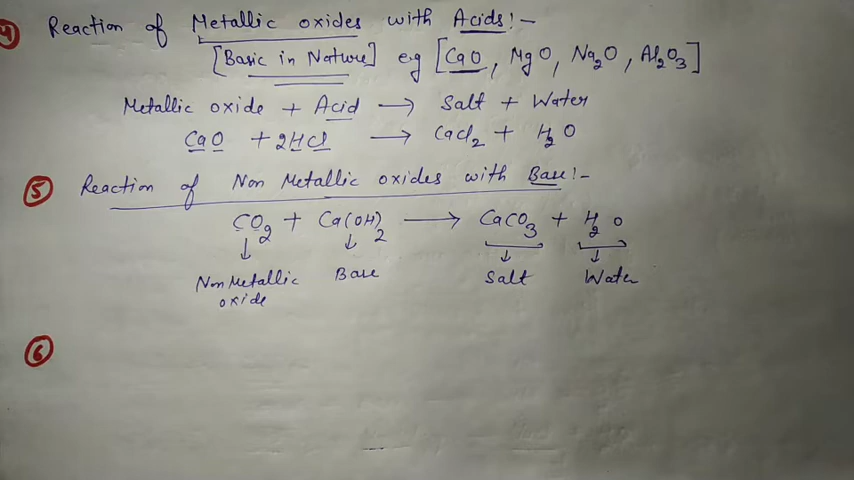 4 Reaction of Metallic oxides with Acids:-
[Basic in Nature] e.g [CaO, MgO, Na₂O, Al₂O₃]
Metallic oxide + Acid → Salt + Water
CaO + 2HCl → CaCl₂ + H₂O
5 Reaction of Non Metallic oxides with Base:-
CO₂ + Ca(OH)₂ → CaCO₃ + H₂O
↓ ↓ ↓ ↓
Non Metallic Base Salt Water
oxide
6